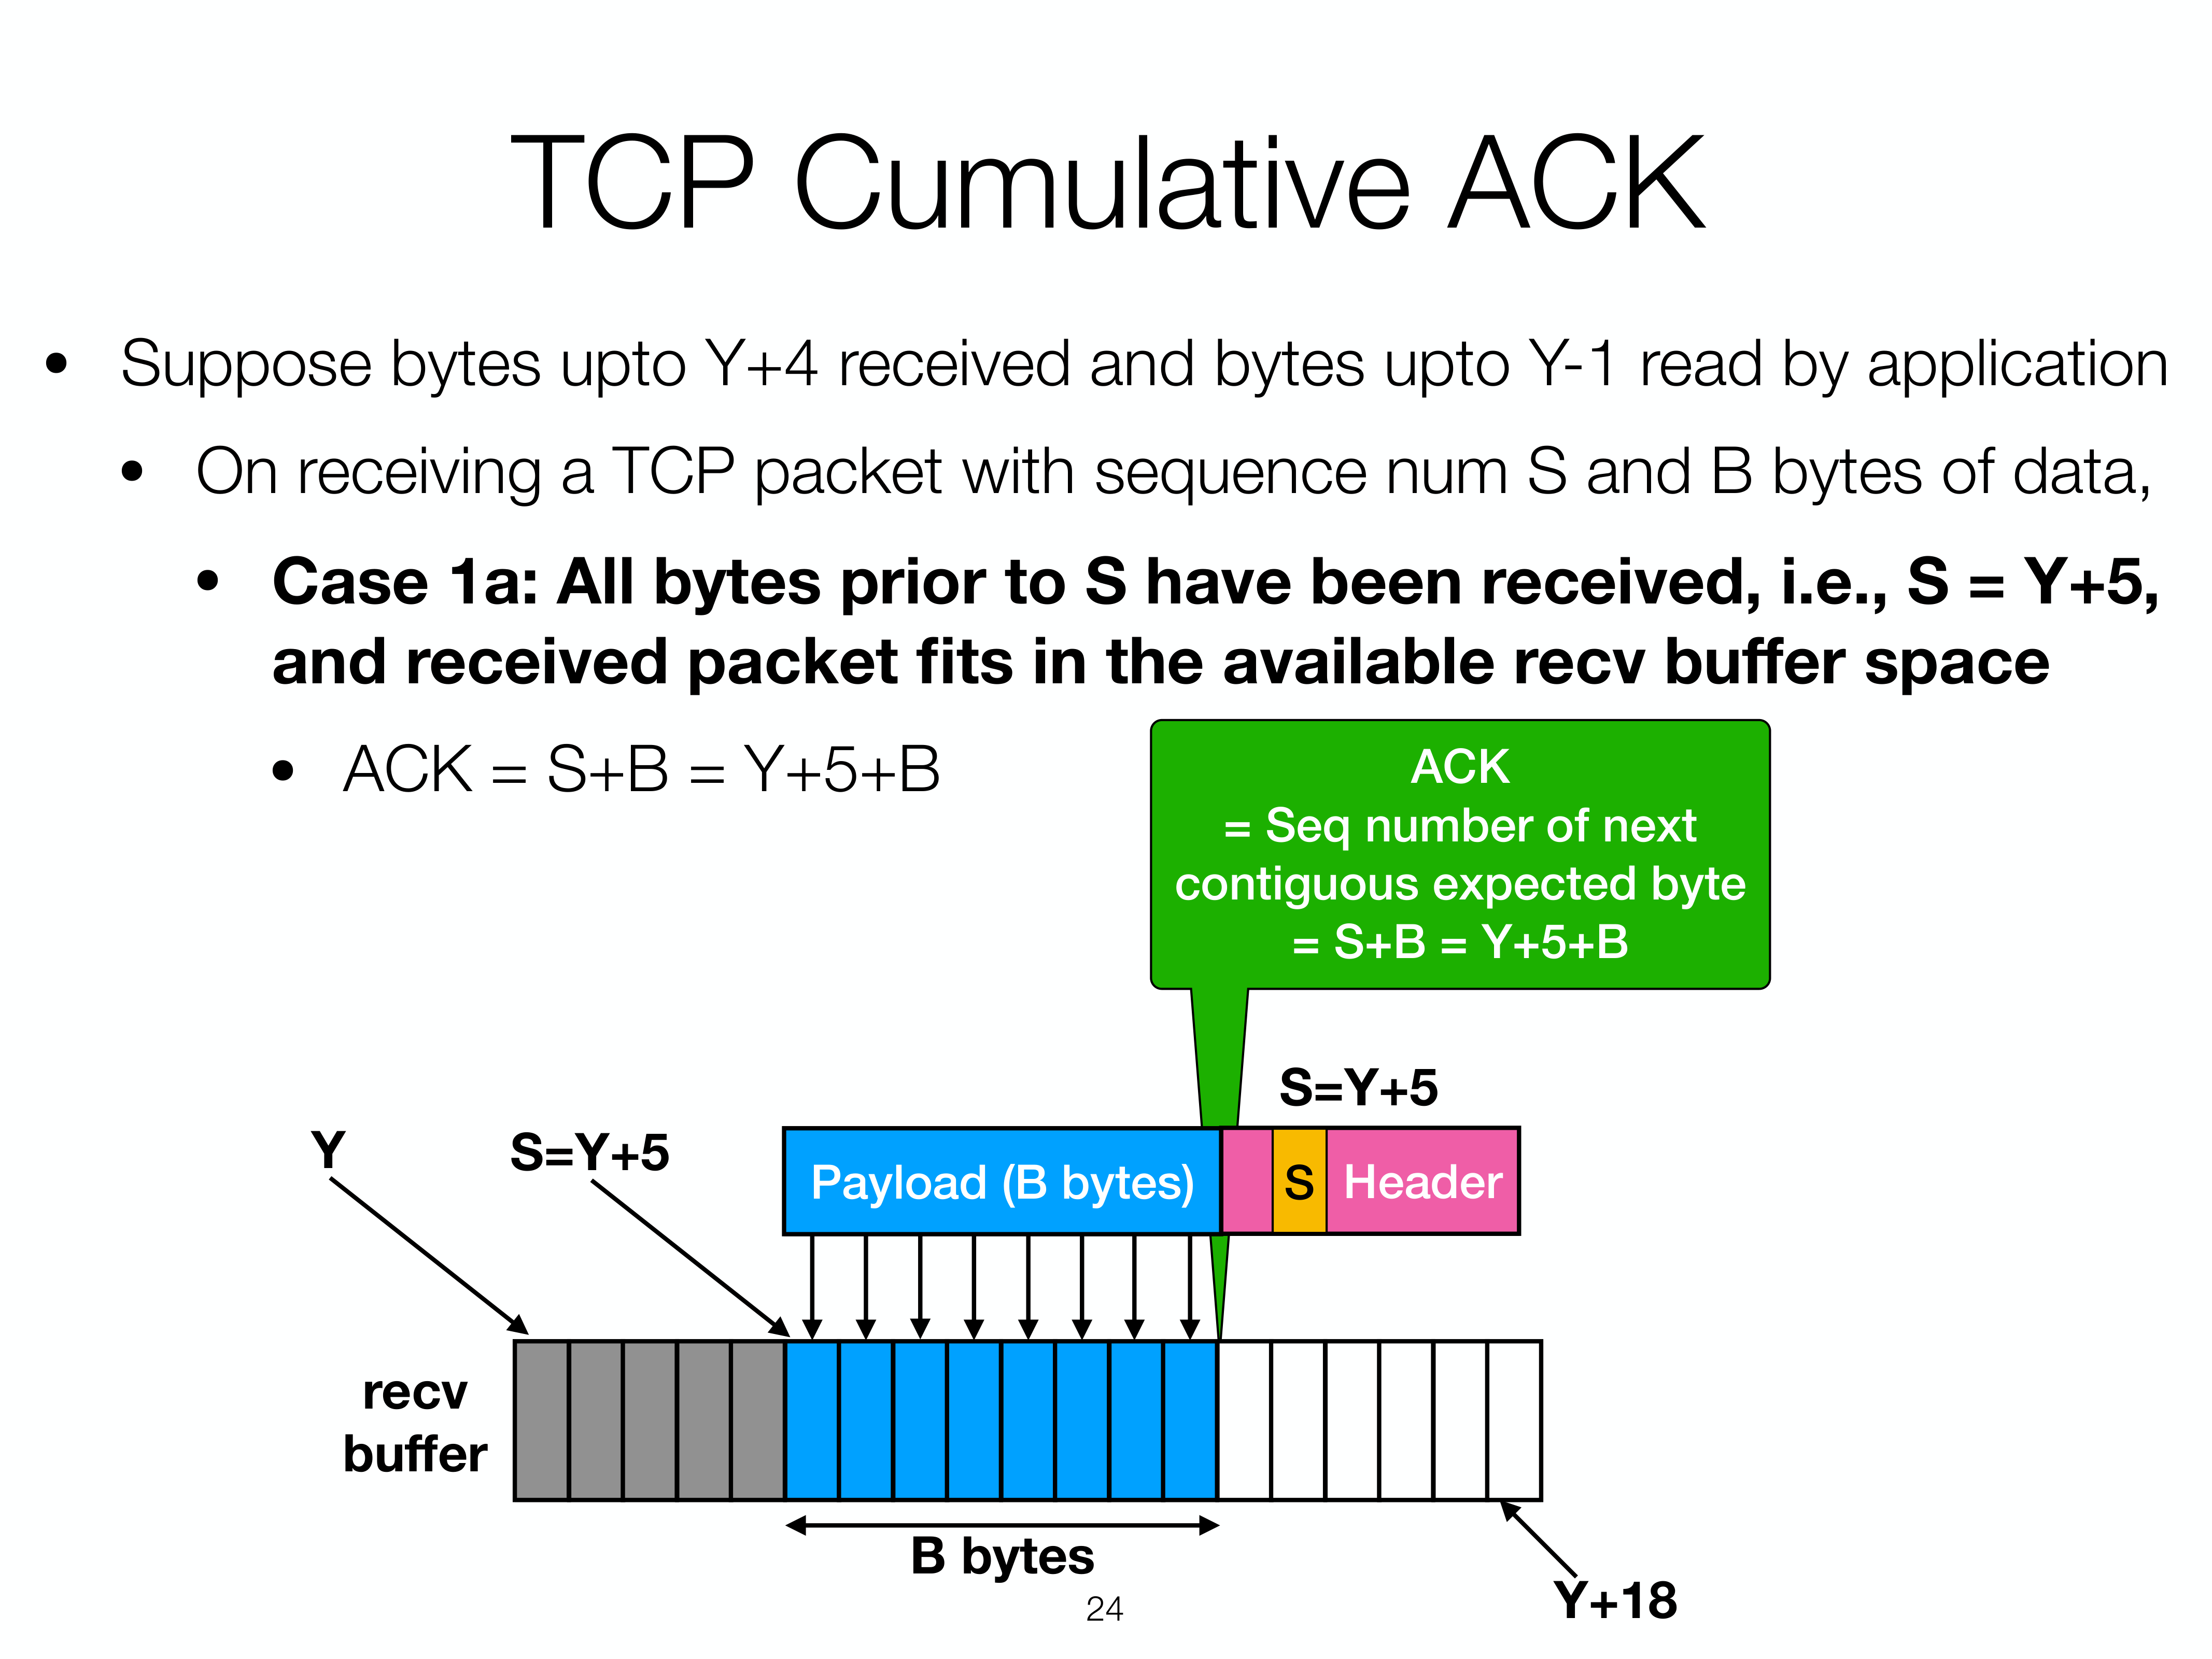 TCP Cumulative ACK
• Suppose bytes upto Y+4 received and bytes upto Y-1 read by application
• On receiving a TCP packet with sequence num S and B bytes of data,
• Case 1a: All bytes prior to S have been received, i.e., S = Y+5,
and received packet fits in the available recv buffer space
• ACK = S+B = Y+5+B
ACK
= Seq number of next
contiguous expected byte
= S+B = Y+5+B
S=Y+5
Y
S=Y+5
Payload (B bytes)
S
Header
recv
buffer
B bytes
Y+18
24